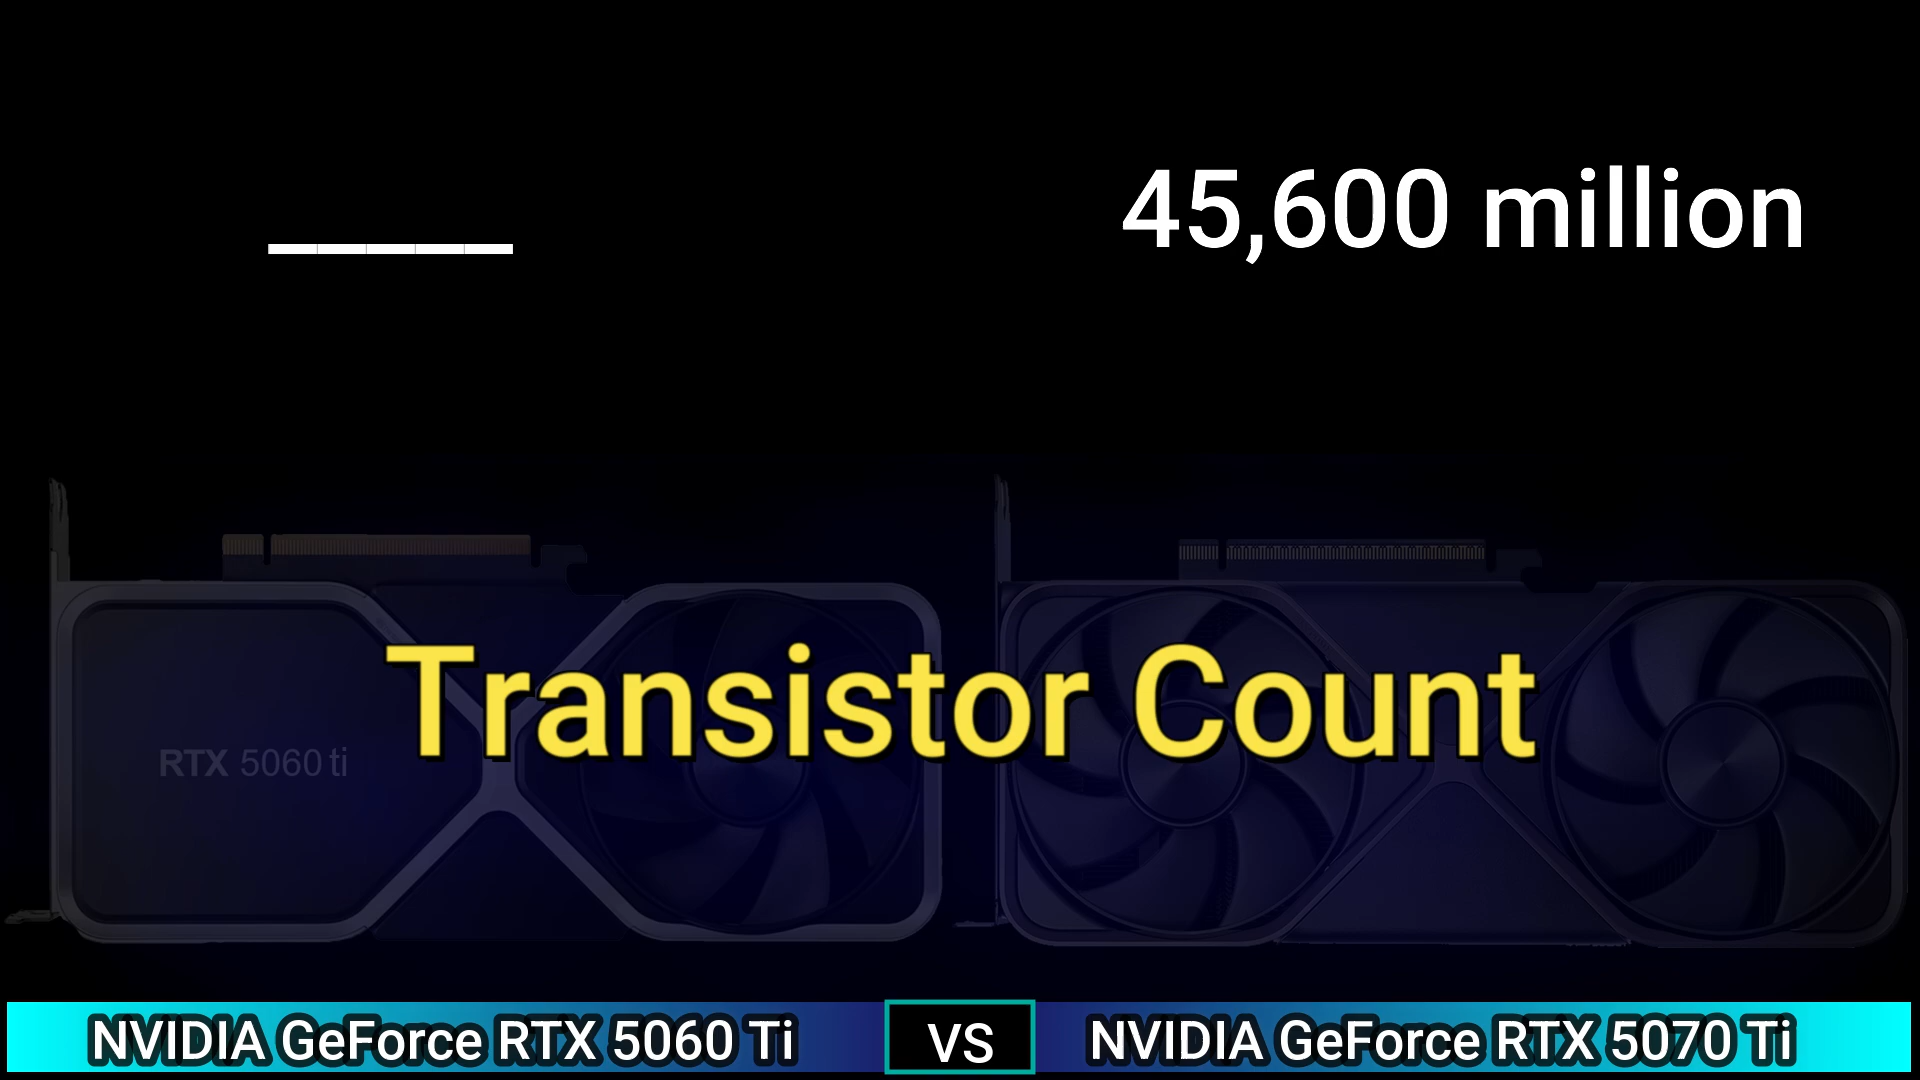 _____
45,600 million
Transistor Count
RTX 5060 ti
NVIDIA GeForce RTX 5060 Ti
VS
NVIDIA GeForce RTX 5070 Ti